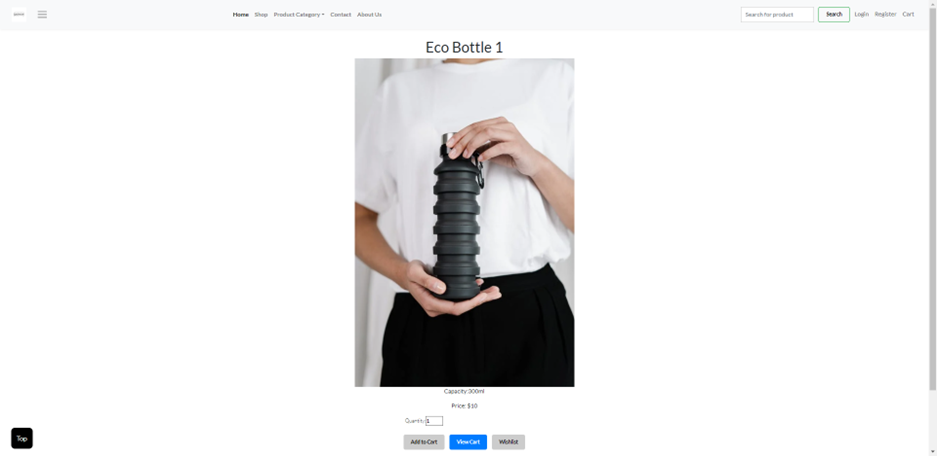 Home Shop Product Category Contact About Us Search for product Search Login Register Cart
Eco Bottle 1
Capacity 300ml
Price: $10
Quantity 1
Top
Add to Cart View Cart Wishlist